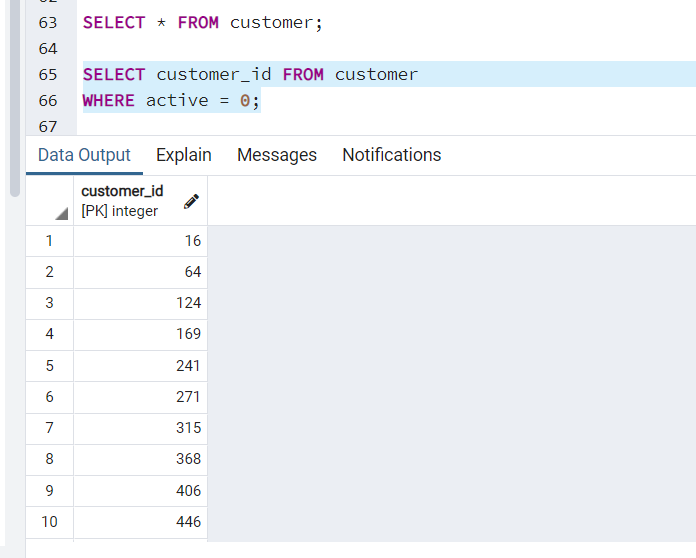 62
63 SELECT * FROM customer;
64
65 SELECT customer_id FROM customer
66 WHERE active = 0;
67
Data Output Explain Messages Notifications
customer_id
[PK] integer
1 16
2 64
3 124
4 169
5 241
6 271
7 315
8 368
9 406
10 446